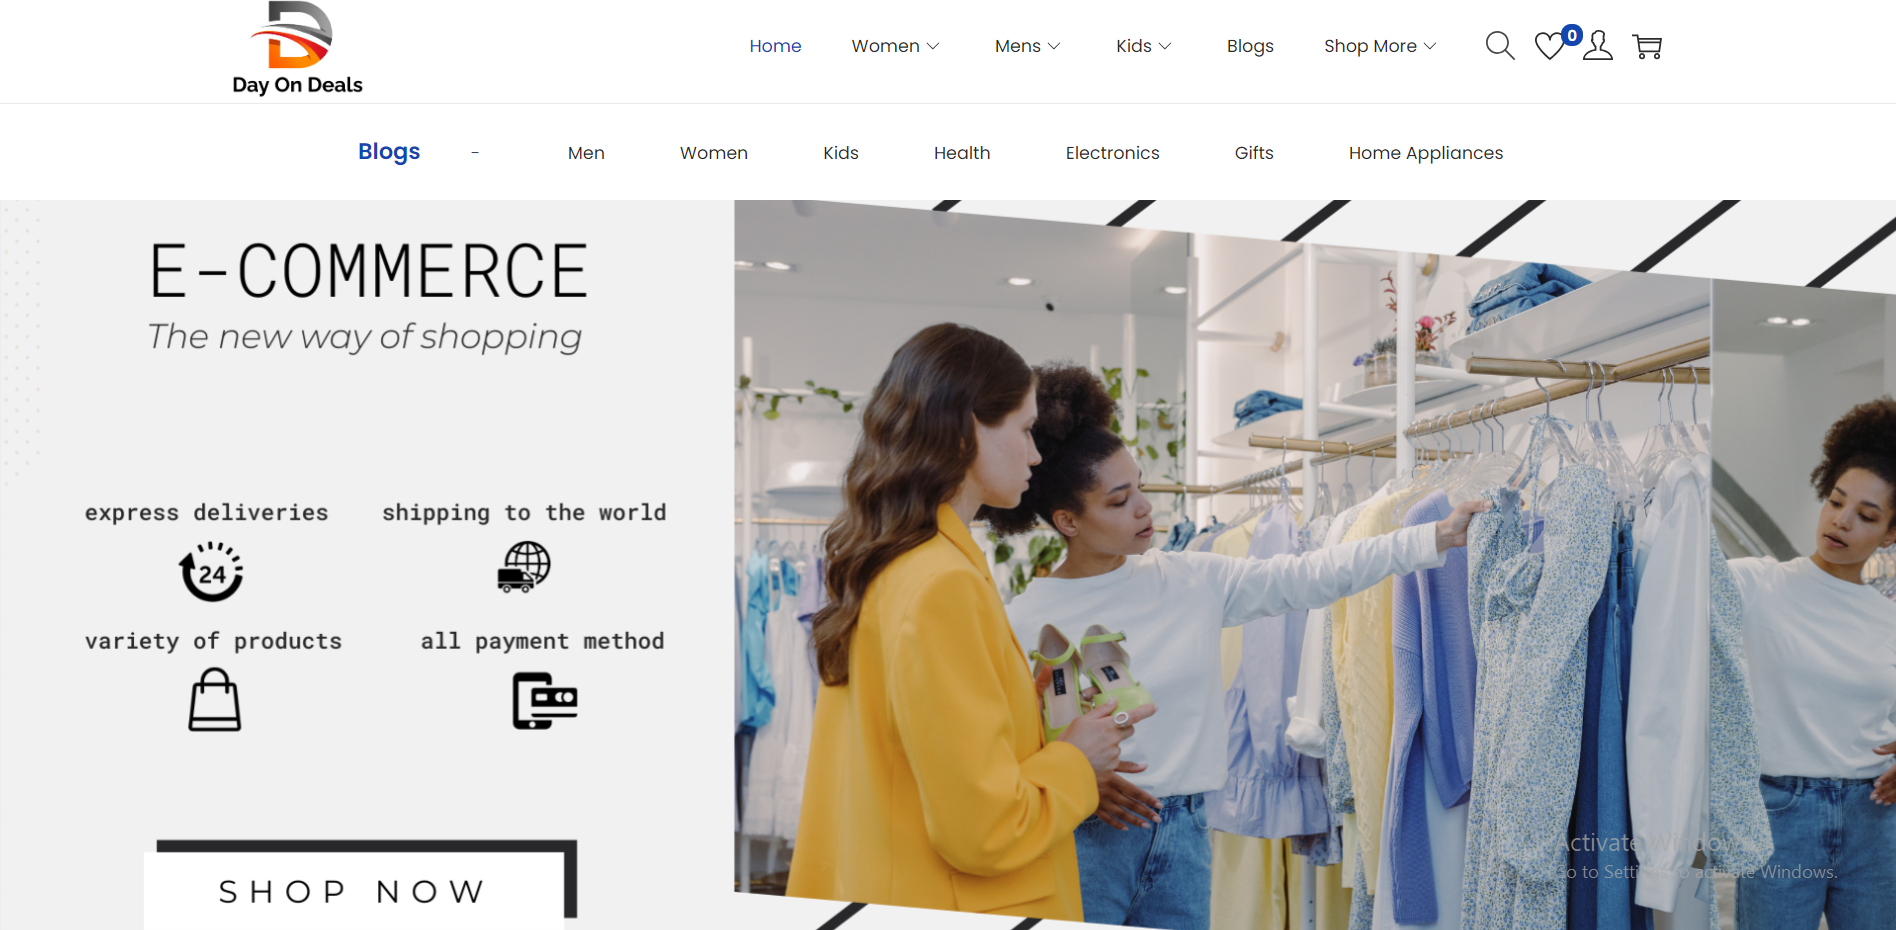 Day On Deals
Home Women Mens Kids Blogs Shop More 0
Blogs - Men Women Kids Health Electronics Gifts Home Appliances
E-COMMERCE
The new way of shopping
express deliveries shipping to the world
24
variety of products all payment method
SHOP NOW
Activate Windows
Go to Settings to activate Windows.